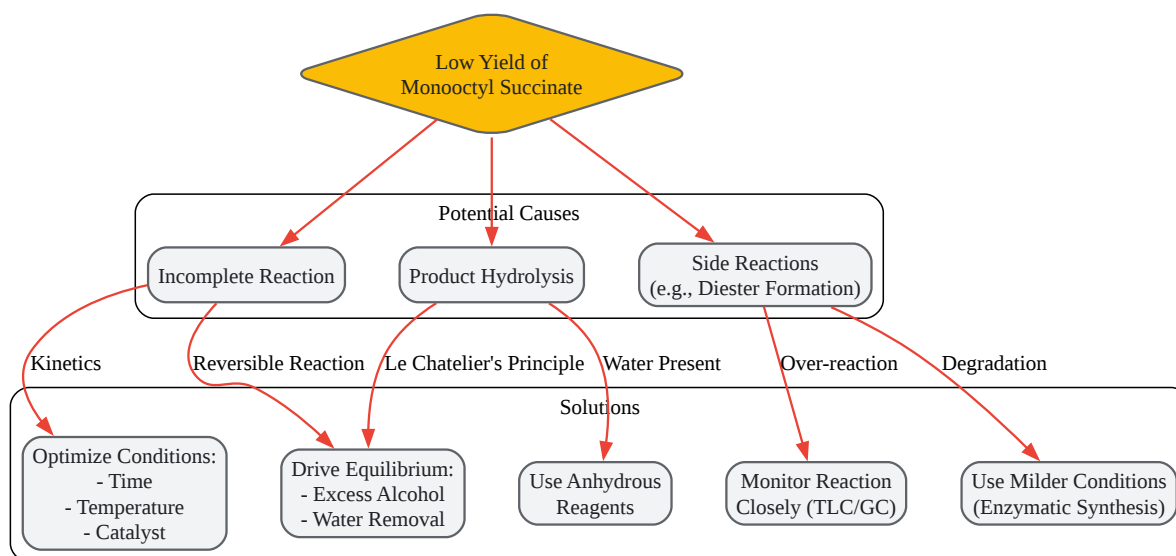 Low Yield of
Monooctyl Succinate
Potential Causes
Incomplete Reaction
Product Hydrolysis
Side Reactions
(e.g., Diester Formation)
Kinetics
Reversible Reaction
Le Chatelier's Principle
Water Present
Over-reaction
Degradation
Solutions
Optimize Conditions:
- Time
- Temperature
- Catalyst
Drive Equilibrium:
- Excess Alcohol
- Water Removal
Use Anhydrous
Reagents
Monitor Reaction
Closely (TLC/GC)
Use Milder Conditions
(Enzymatic Synthesis)